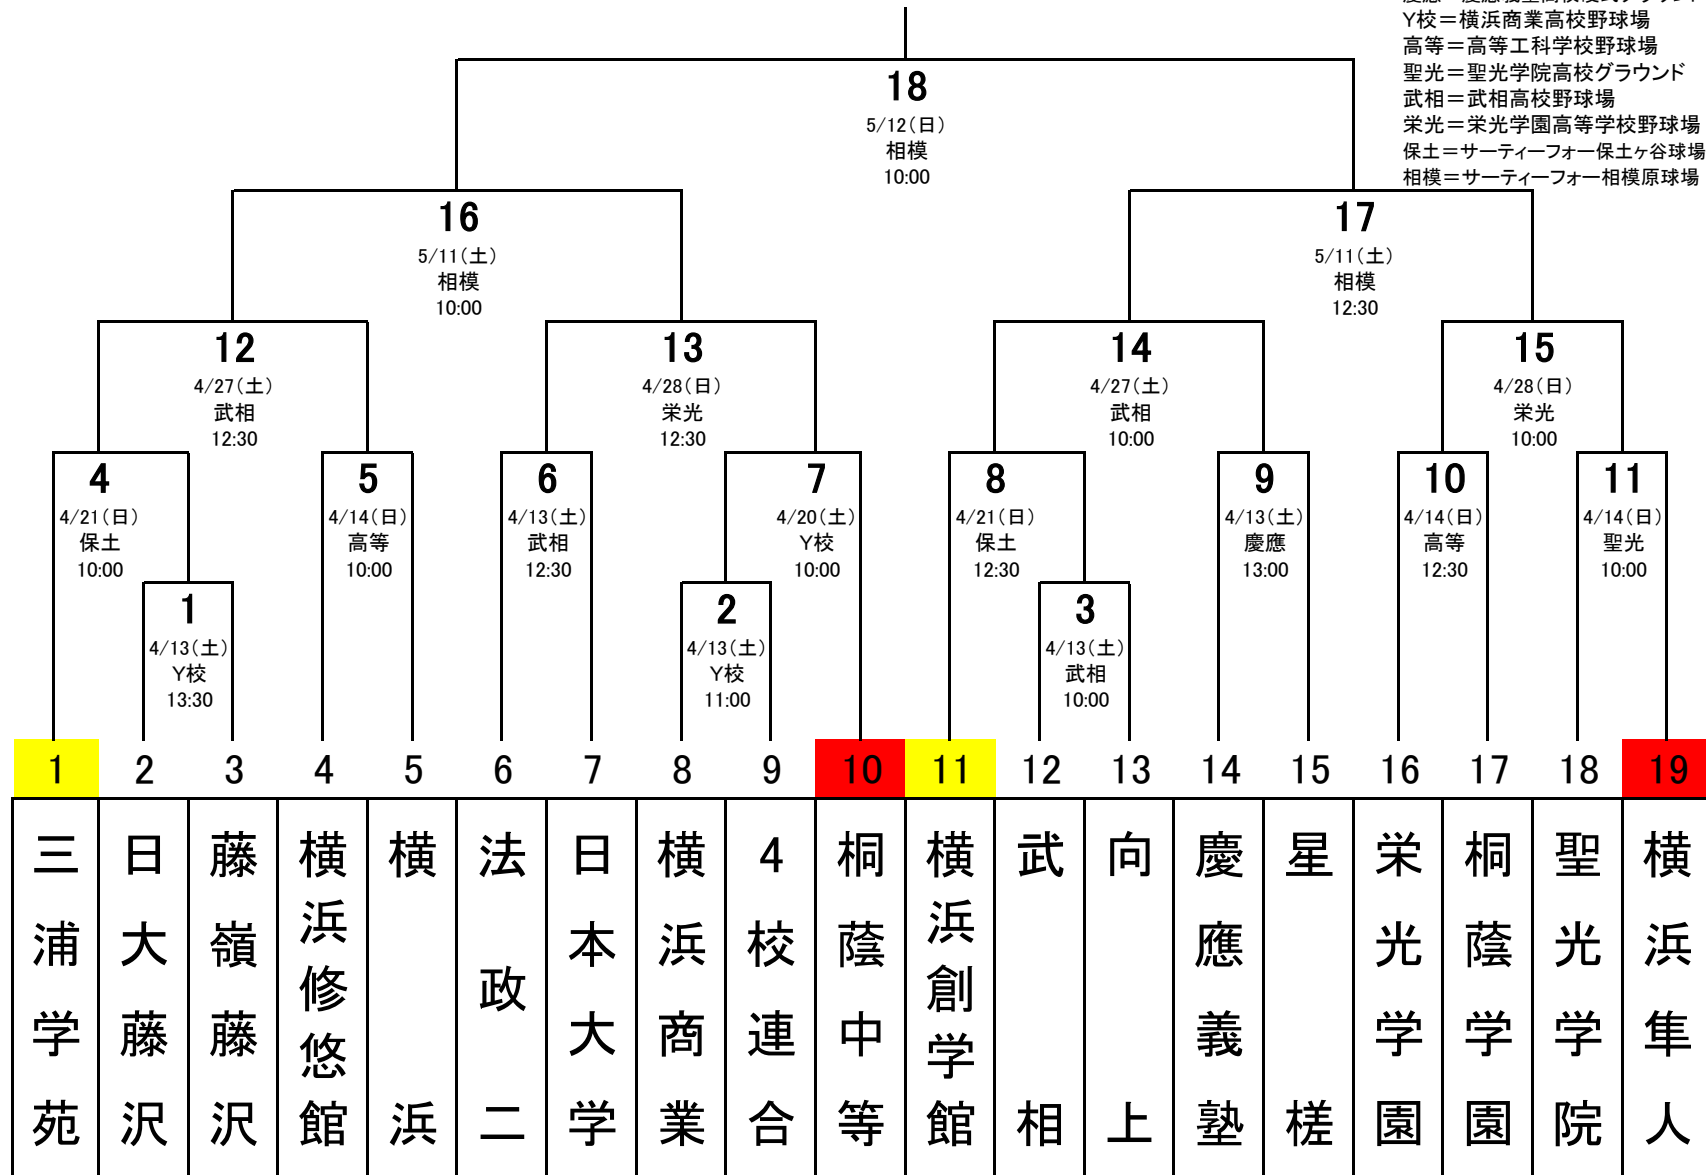 Y校＝横浜商業高校野球場
高等＝高等工科学校野球場
聖光＝聖光学院高校グラウンド
武相＝武相高校野球場
栄光＝栄光学園高等学校野球場
保土＝サーティーフォー保土ヶ谷球場
相模＝サーティーフォー相模原球場
18
5/12(日)
相模
10:00
16
5/11(土)
相模
10:00
17
5/11(土)
相模
12:30
12
4/27(土)
武相
12:30
13
4/28(日)
栄光
12:30
14
4/27(土)
武相
10:00
15
4/28(日)
栄光
10:00
4
4/21(日)
保土
10:00
5
4/14(日)
高等
10:00
6
4/13(土)
武相
12:30
7
4/20(土)
Y校
10:00
8
4/21(日)
保土
12:30
9
4/13(土)
慶應
13:00
10
4/14(日)
高等
12:30
11
4/14(日)
聖光
10:00
1
4/13(土)
Y校
13:30
2
4/13(土)
Y校
11:00
3
4/13(土)
武相
10:00
1 2 3 4 5 6 7 8 9 10 11 12 13 14 15 16 17 18 19
三浦学苑
日大藤沢
藤嶺藤沢
横浜修悠館
横浜
法政二
日本大学
横浜商業
4校連合
桐蔭中等
横浜創学館
武相
向上
慶應義塾
星槎
栄光学園
桐蔭学園
聖光学院
横浜隼人